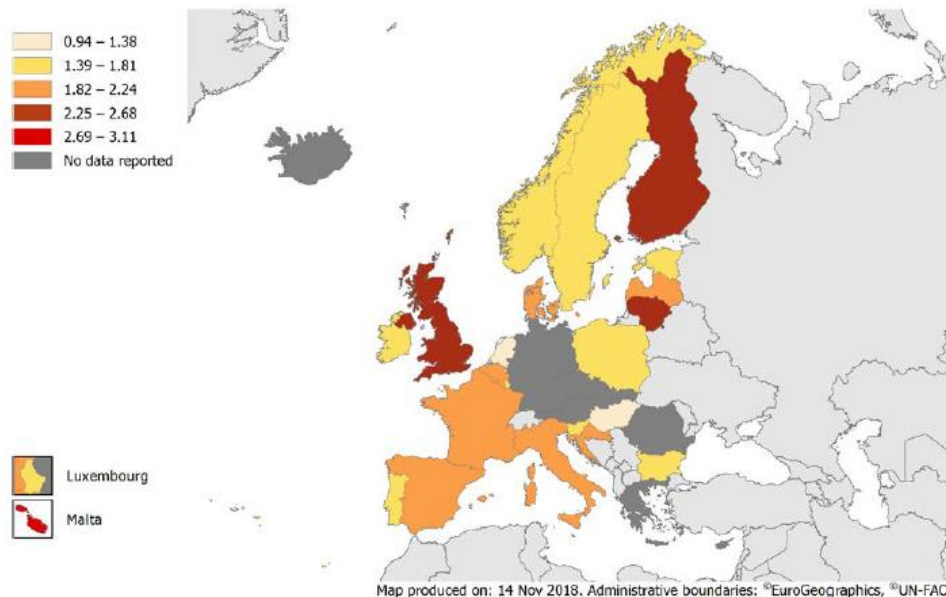 0.94 – 1.38
1.39 – 1.81
1.82 – 2.24
2.25 – 2.68
2.69 – 3.11
No data reported
Luxembourg
Malta
Map produced on: 14 Nov 2018. Administrative boundaries: ©EuroGeographics, ©UN-FAO